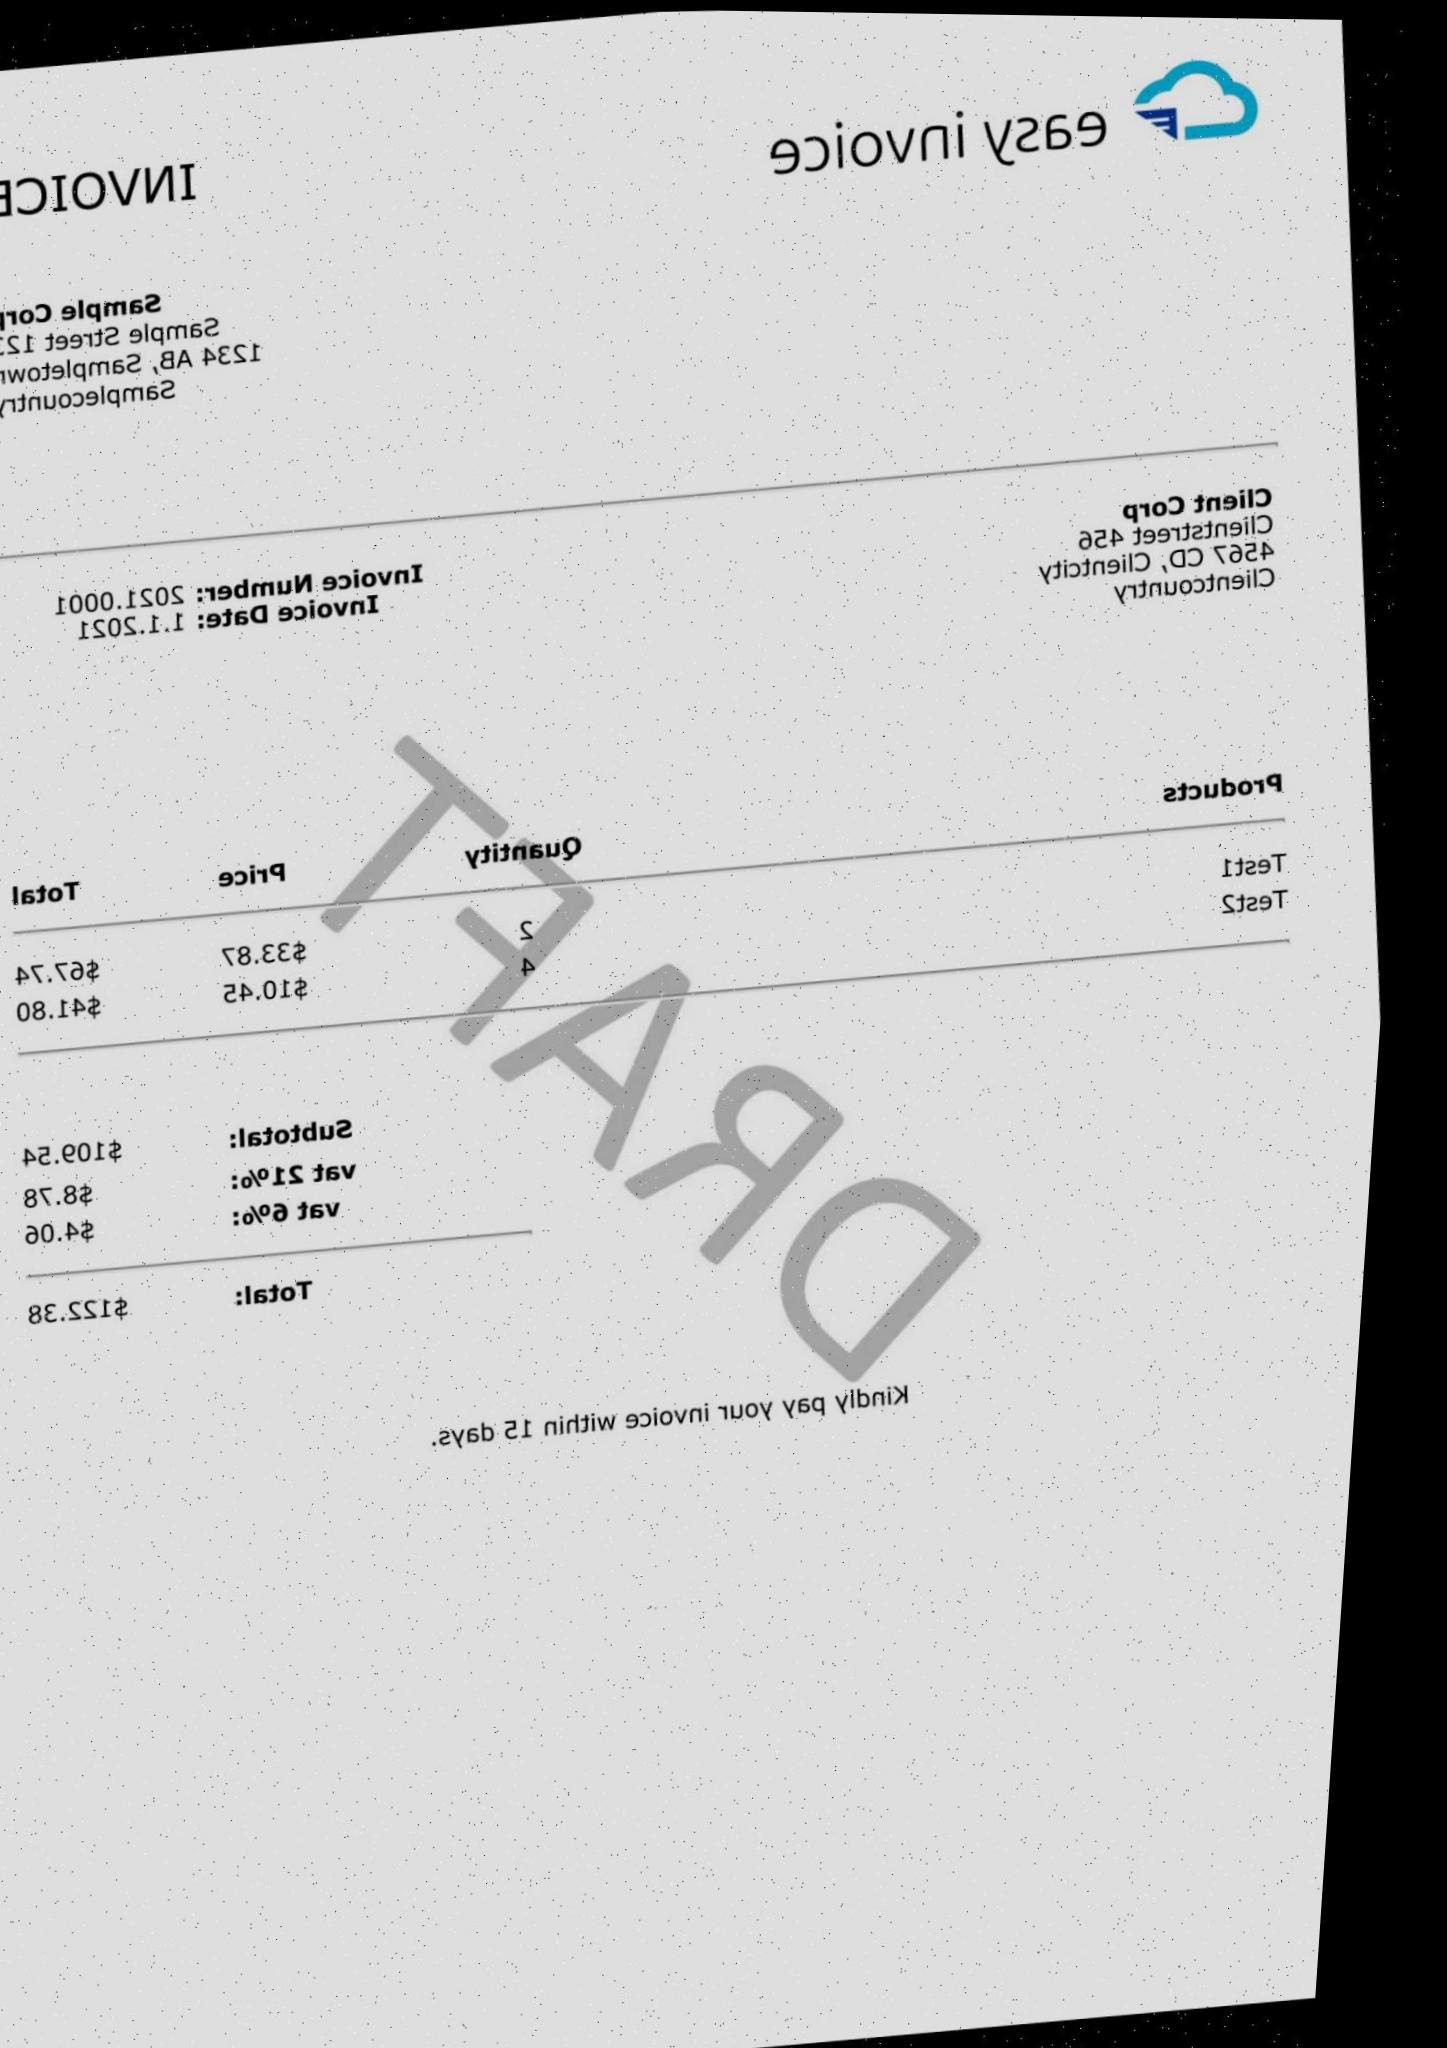 easy invoice
INVOICE
Sample Corp
Sample Street 123
1234 AB, Sampletown
Samplecountry
Client Corp
Clientstreet 456
4567 CD, Clientcity
Clientcountry
Invoice Number: 2021.0001
Invoice Date: 1.1.2021
Products Quantity Price Total
Test1 2 $33.87 $67.74
Test2 4 $10.45 $41.80
Subtotal: $109.54
vat 21%: $8.78
vat 6%: $4.06
Total: $122.38
DRAFT
Kindly pay your invoice within 15 days.